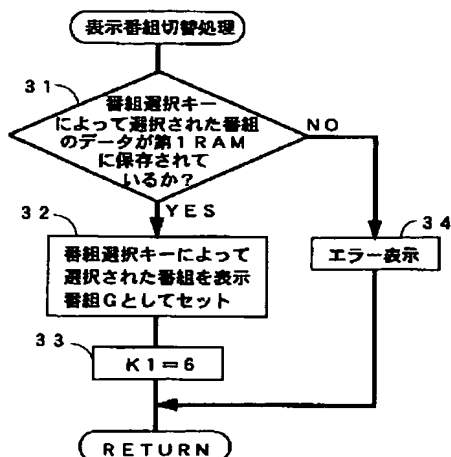 表示番組切替処理
31
番組選択キー
によって選択された番組
のデータが第1RAM
に保存されて
いるか?
NO
YES
32
番組選択キーによって
選択された番組を表示
番組Gとしてセット
34
エラー表示
33
K1=6
RETURN